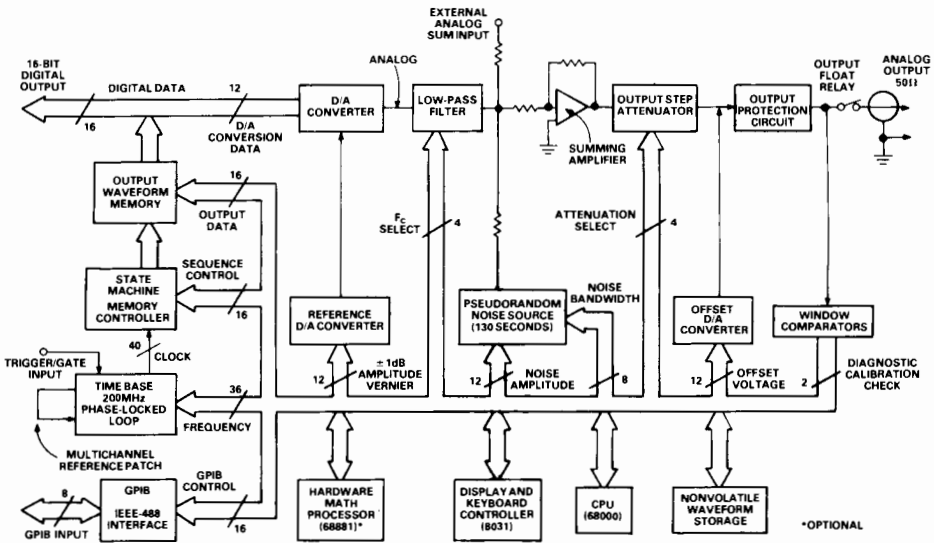 EXTERNAL
ANALOG
SUM INPUT
16-BIT
DIGITAL
OUTPUT
DIGITAL DATA
16
12
D/A
CONVERSION
DATA
D/A
CONVERTER
ANALOG
LOW-PASS
FILTER
SUMMING
AMPLIFIER
OUTPUT STEP
ATTENUATOR
OUTPUT
PROTECTION
CIRCUIT
OUTPUT
FLOAT
RELAY
ANALOG
OUTPUT
50Ω
OUTPUT
WAVEFORM
MEMORY
16
OUTPUT
DATA
FC
SELECT
4
ATTENUATION
SELECT
4
STATE
MACHINE
MEMORY
CONTROLLER
SEQUENCE
CONTROL
16
REFERENCE
D/A CONVERTER
PSEUDORANDOM
NOISE SOURCE
(130 SECONDS)
NOISE
BANDWIDTH
OFFSET
D/A
CONVERTER
WINDOW
COMPARATORS
40
CLOCK
TRIGGER/GATE
INPUT
TIME BASE
200MHz
PHASE-LOCKED
LOOP
36
FREQUENCY
12
±1dB
AMPLITUDE
VERNIER
12
NOISE
AMPLITUDE
8
12
OFFSET
VOLTAGE
2
DIAGNOSTIC
CALIBRATION
CHECK
MULTICHANNEL
REFERENCE PATCH
8
GPIB INPUT
GPIB
IEEE-488
INTERFACE
GPIB
CONTROL
16
HARDWARE
MATH
PROCESSOR
(68881)*
DISPLAY AND
KEYBOARD
CONTROLLER
(8031)
CPU
(68000)
NONVOLATILE
WAVEFORM
STORAGE
*OPTIONAL